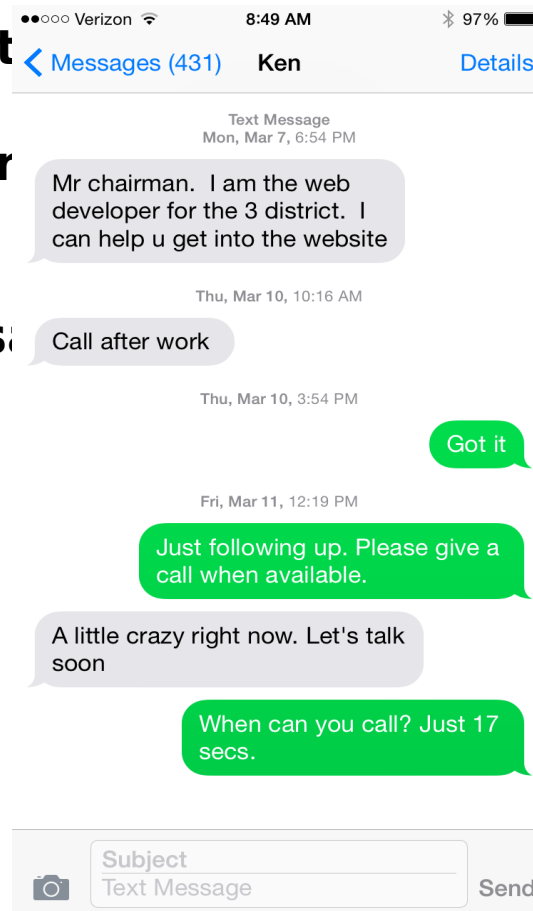 Verizon 8:49 AM 97%
Messages (431) Ken Details
Text Message
Mon, Mar 7, 6:54 PM
Mr chairman.  I am the web
developer for the 3 district.  I
can help u get into the website
Thu, Mar 10, 10:16 AM
Call after work
Thu, Mar 10, 3:54 PM
Got it
Fri, Mar 11, 12:19 PM
Just following up. Please give a
call when available.
A little crazy right now. Let's talk
soon
When can you call? Just 17
secs.
Subject
Text Message
Send